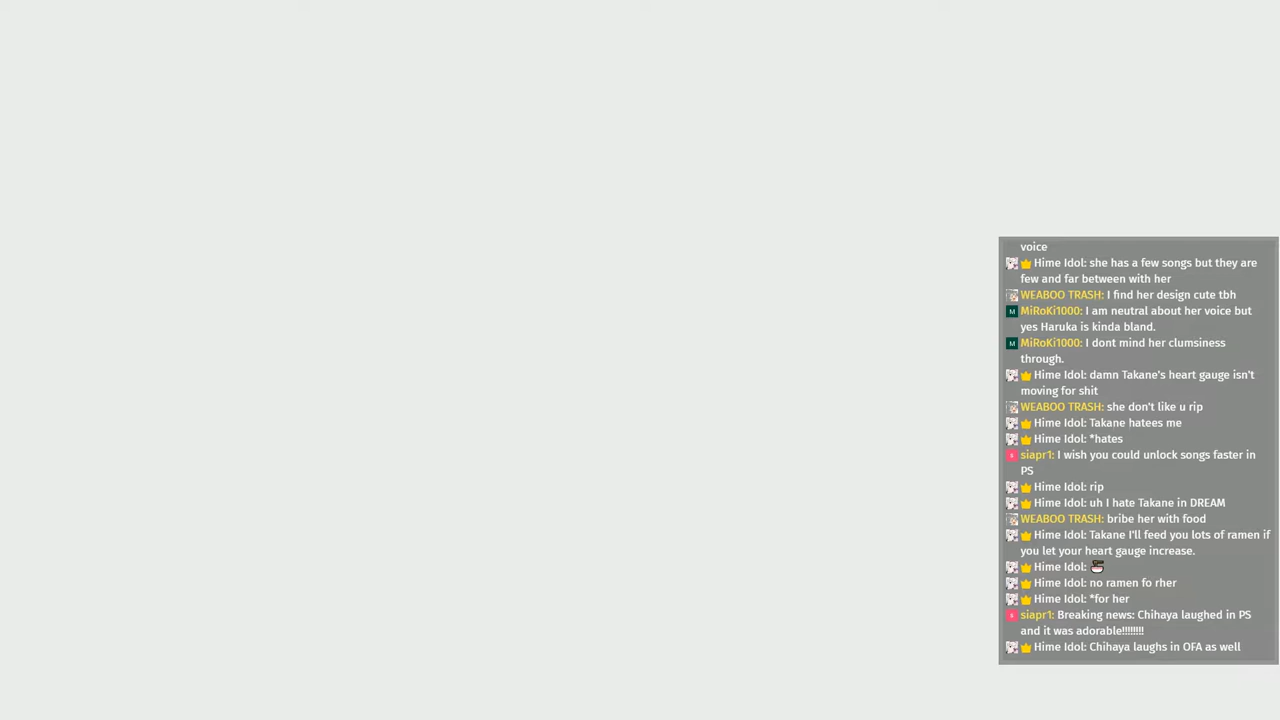 voice
Hime Idol: she has a few songs but they are
few and far between with her
WEABOO TRASH: I find her design cute tbh
MiRoKi1000: I am neutral about her voice but
yes Haruka is kinda bland.
MiRoKi1000: I dont mind her clumsiness
through.
Hime Idol: damn Takane's heart gauge isn't
moving for shit
WEABOO TRASH: she don't like u rip
Hime Idol: Takane hatees me
Hime Idol: *hates
siapr1: I wish you could unlock songs faster in
PS
Hime Idol: rip
Hime Idol: uh I hate Takane in DREAM
WEABOO TRASH: bribe her with food
Hime Idol: Takane I'll feed you lots of ramen if
you let your heart gauge increase.
Hime Idol: 🍜
Hime Idol: no ramen fo rher
Hime Idol: *for her
siapr1: Breaking news: Chihaya laughed in PS
and it was adorable!!!!!!!!
Hime Idol: Chihaya laughs in OFA as well